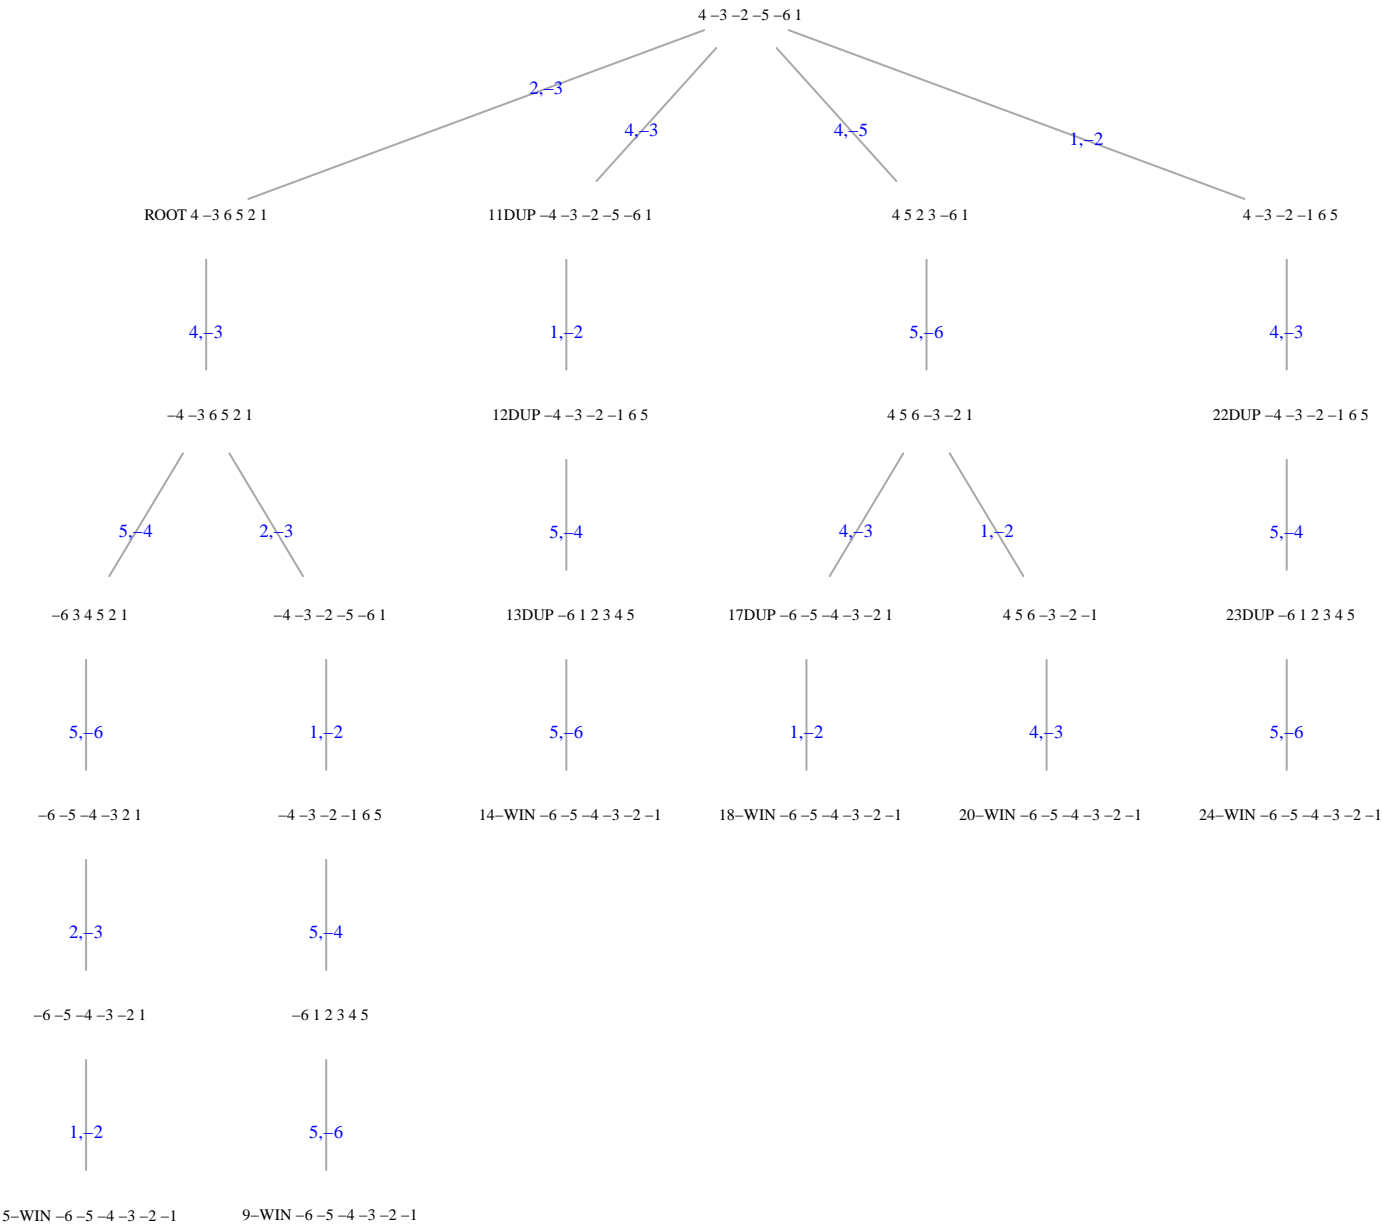 4 –3 –2 –5 –6 1
2,–3
4,–3
4,–5
1,–2
ROOT 4 –3 6 5 2 1
11DUP –4 –3 –2 –5 –6 1
4 5 2 3 –6 1
4 –3 –2 –1 6 5
4,–3
1,–2
5,–6
4,–3
–4 –3 6 5 2 1
12DUP –4 –3 –2 –1 6 5
4 5 6 –3 –2 1
22DUP –4 –3 –2 –1 6 5
5,–4
2,–3
5,–4
4,–3
1,–2
5,–4
–6 3 4 5 2 1
–4 –3 –2 –5 –6 1
13DUP –6 1 2 3 4 5
17DUP –6 –5 –4 –3 –2 1
4 5 6 –3 –2 –1
23DUP –6 1 2 3 4 5
5,–6
1,–2
5,–6
1,–2
4,–3
5,–6
–6 –5 –4 –3 2 1
–4 –3 –2 –1 6 5
14–WIN –6 –5 –4 –3 –2 –1
18–WIN –6 –5 –4 –3 –2 –1
20–WIN –6 –5 –4 –3 –2 –1
24–WIN –6 –5 –4 –3 –2 –1
2,–3
5,–4
–6 –5 –4 –3 –2 1
–6 1 2 3 4 5
1,–2
5,–6
5–WIN –6 –5 –4 –3 –2 –1
9–WIN –6 –5 –4 –3 –2 –1